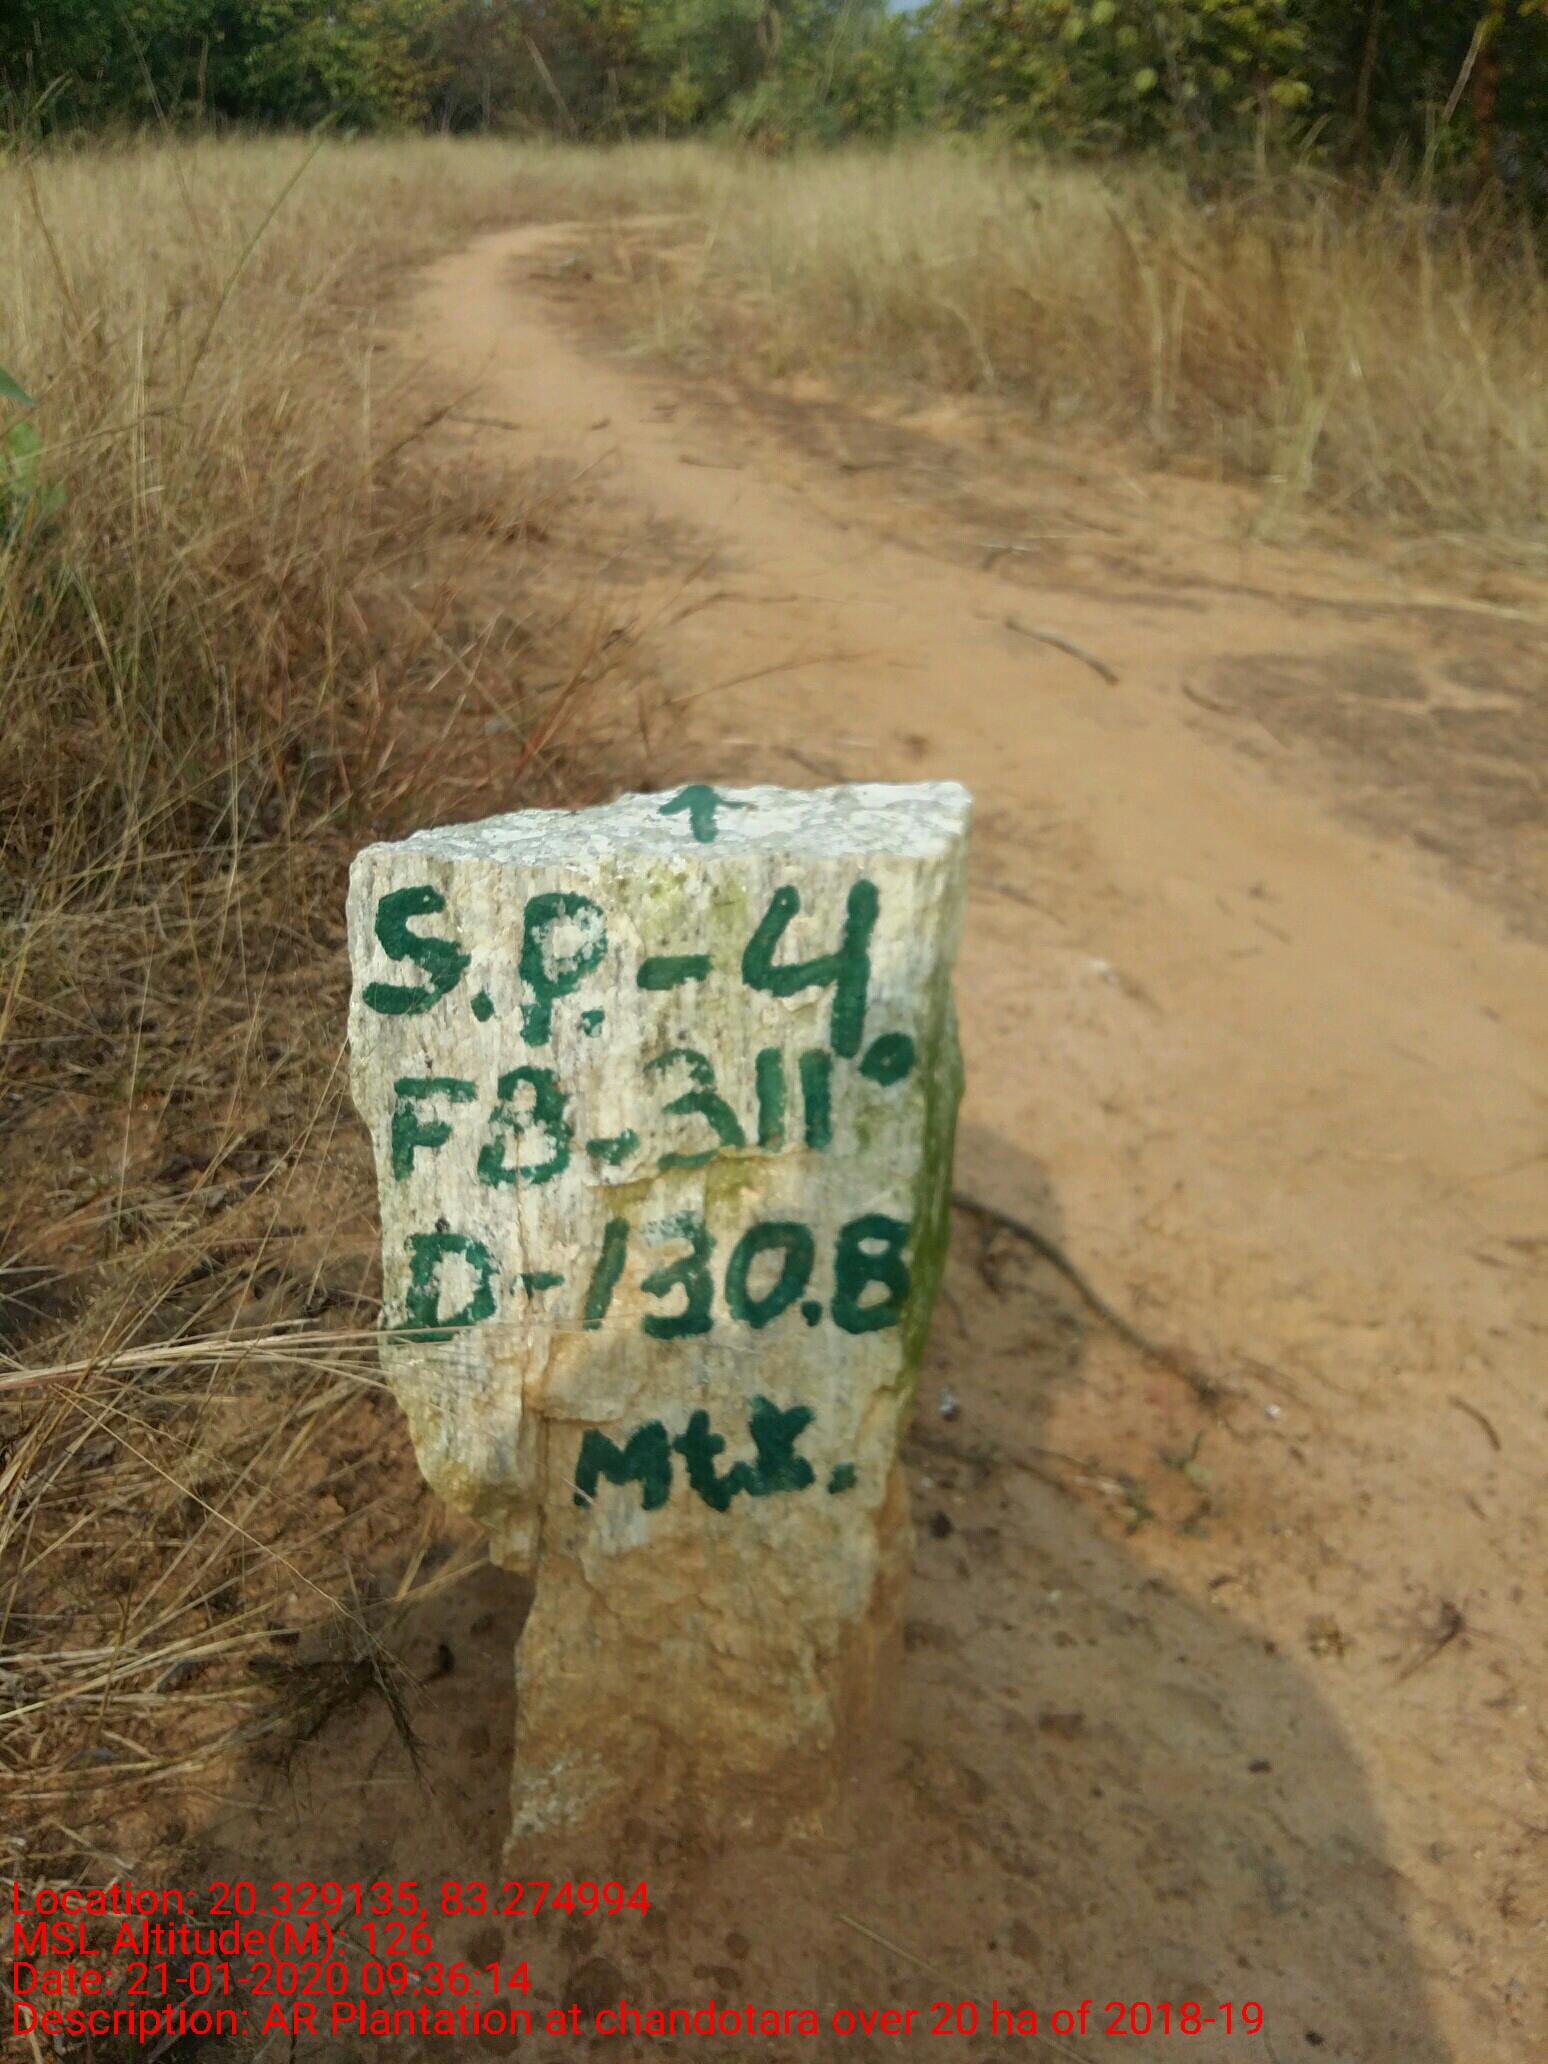 ↑
S.P.-4
FB-311°
D-130.8
Mtx.
Location: 20.329135, 83.274994
MSL Altitude(M): 126
Date: 21-01-2020 09:36:14
Description: AR Plantation at chandotara over 20 ha of 2018-19